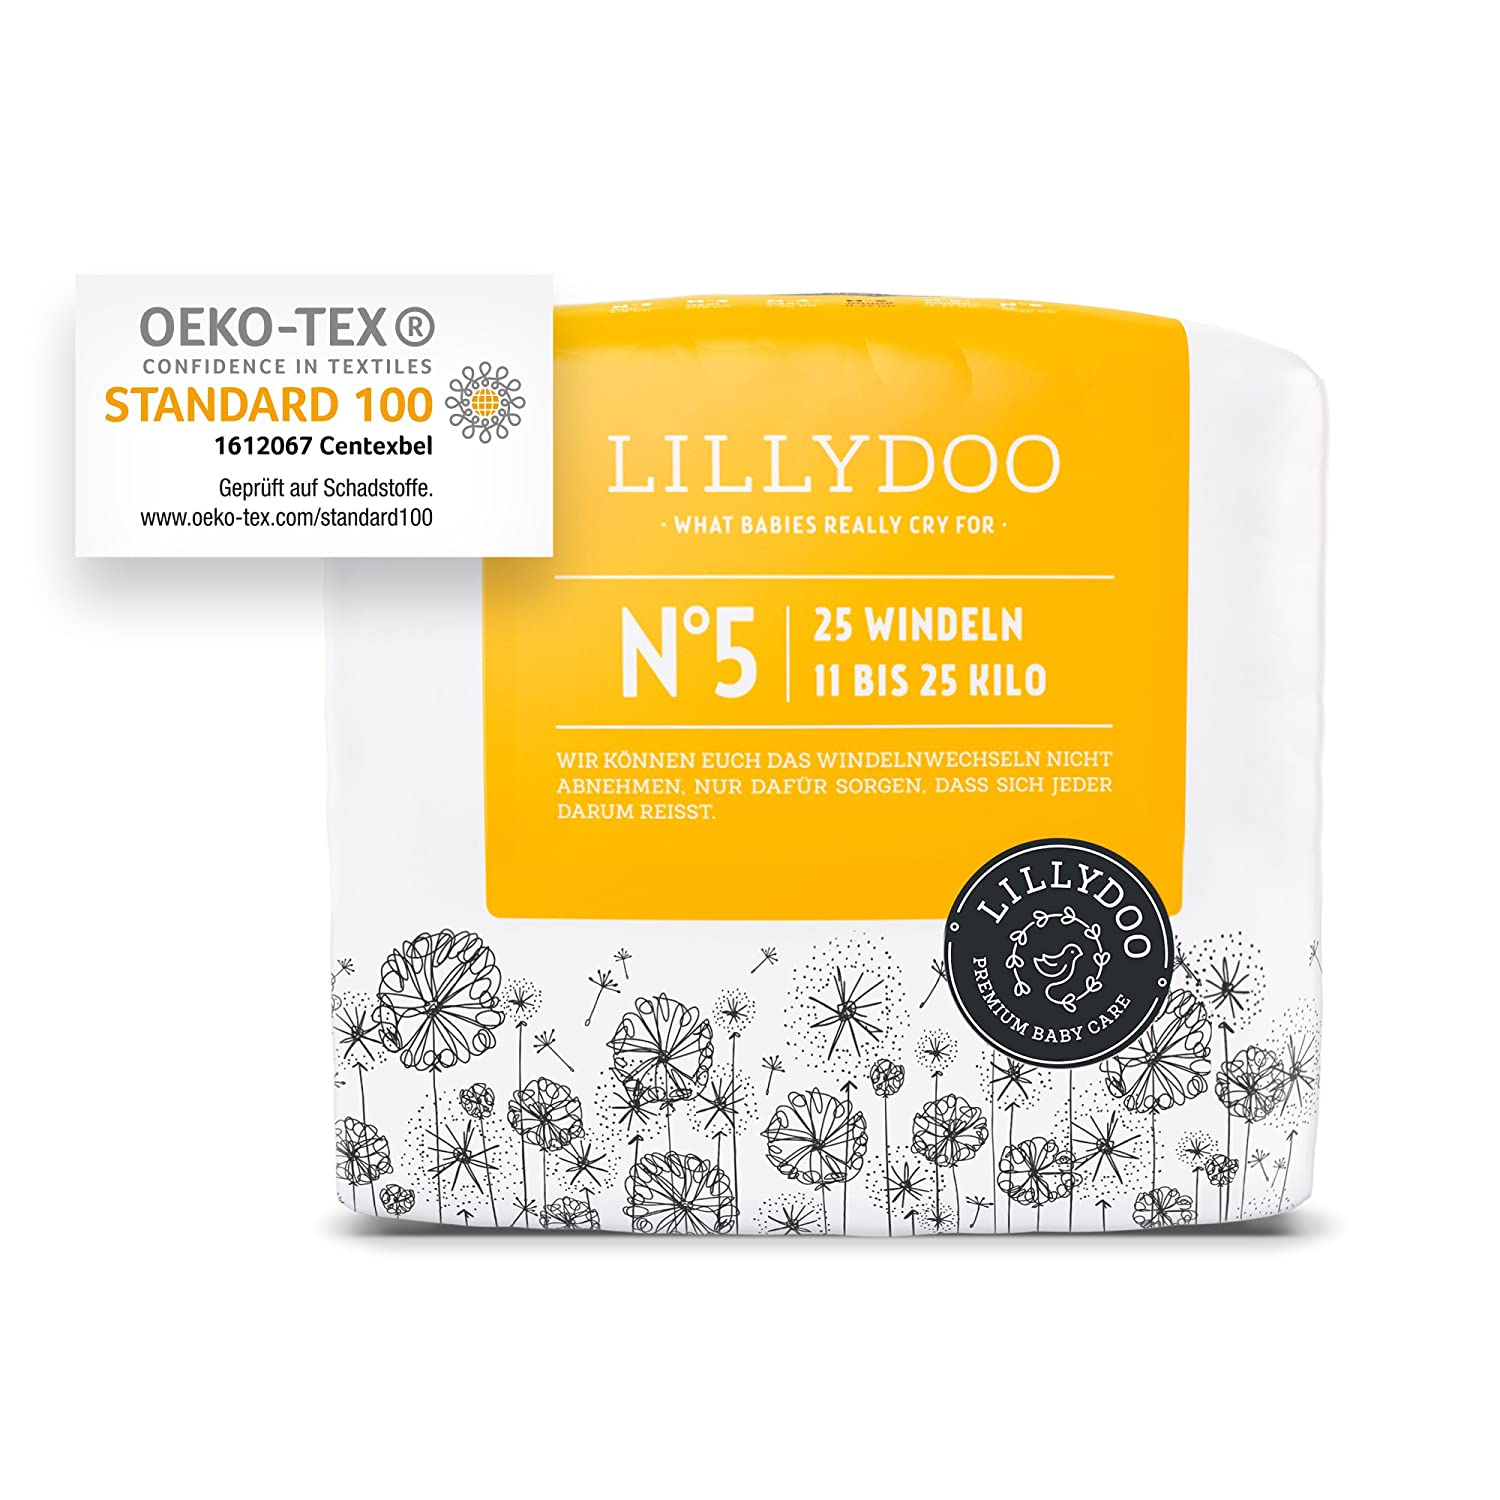 OEKO-TEX®
CONFIDENCE IN TEXTILES
STANDARD 100
1612067 Centexbel
Geprüft auf Schadstoffe.
www.oeko-tex.com/standard100
LILLYDOO
· WHAT BABIES REALLY CRY FOR ·
N°5
25 WINDELN
11 BIS 25 KILO
WIR KÖNNEN EUCH DAS WINDELNWECHSELN NICHT
ABNEHMEN, NUR DAFÜR SORGEN, DASS SICH JEDER
DARUM REISST.
LILLYDOO
PREMIUM BABY CARE